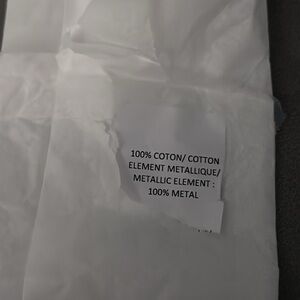 100% COTON/ COTTON
ELEMENT METALLIQUE/
METALLIC ELEMENT :
100% METAL